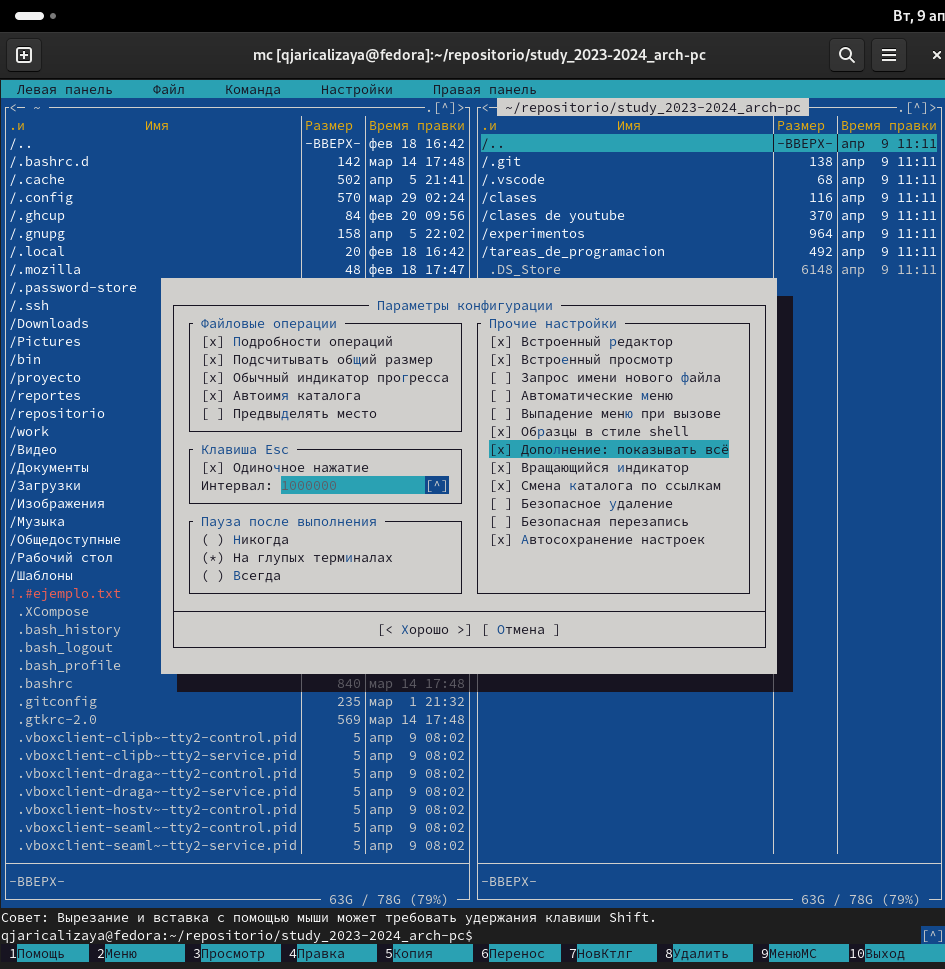 Вт, 9 ап
mc [qjaricalizaya@fedora]:~/repositorio/study_2023-2024_arch-pc
Левая панель Файл Команда Настройки Правая панель
<— ~ .[^]> <— ~/repositorio/study_2023-2024_arch-pc .[^]>
.и Имя Размер Время правки .и Имя Размер Время правки
/.. -ВВЕРХ- фев 18 16:42 /.. -ВВЕРХ- апр 9 11:11
/.bashrc.d 142 мар 14 17:48 /.git 138 апр 9 11:11
/.cache 502 апр 5 21:41 /.vscode 68 апр 9 11:11
/.config 570 мар 29 02:24 /clases 116 апр 9 11:11
/.ghcup 84 фев 20 09:56 /clases de youtube 370 апр 9 11:11
/.gnupg 158 апр 5 22:02 /experimentos 964 апр 9 11:11
/.local 20 фев 18 16:42 /tareas_de_programacion 492 апр 9 11:11
/.mozilla 48 фев 18 17:47 .DS_Store 6148 апр 9 11:11
/.password-store
/.ssh
/Downloads
/Pictures
/bin
/proyecto
/reportes
/repositorio
/work
/Видео
/Документы
/Загрузки
/Изображения
/Музыка
/Общедоступные
/Рабочий стол
/Шаблоны
!.#ejemplo.txt
.XCompose
.bash_history
.bash_logout
.bash_profile
.bashrc 840 мар 14 17:48
.gitconfig 235 мар 1 21:32
.gtkrc-2.0 569 мар 14 17:48
.vboxclient-clipb~-tty2-control.pid 5 апр 9 08:02
.vboxclient-clipb~-tty2-service.pid 5 апр 9 08:02
.vboxclient-draga~-tty2-control.pid 5 апр 9 08:02
.vboxclient-draga~-tty2-service.pid 5 апр 9 08:02
.vboxclient-hostv~-tty2-control.pid 5 апр 9 08:02
.vboxclient-seaml~-tty2-control.pid 5 апр 9 08:02
.vboxclient-seaml~-tty2-service.pid 5 апр 9 08:02
Параметры конфигурации
Файловые операции
[x] Подробности операций
[x] Подсчитывать общий размер
[x] Обычный индикатор прогресса
[x] Автоимя каталога
[ ] Предвыделять место
Клавиша Esc
[x] Одиночное нажатие
Интервал: 1000000 [^]
Пауза после выполнения
( ) Никогда
(*) На глупых терминалах
( ) Всегда
Прочие настройки
[x] Встроенный редактор
[x] Встроенный просмотр
[ ] Запрос имени нового файла
[ ] Автоматические меню
[ ] Выпадение меню при вызове
[x] Образцы в стиле shell
[x] Дополнение: показывать всё
[x] Вращающийся индикатор
[x] Смена каталога по ссылкам
[ ] Безопасное удаление
[ ] Безопасная перезапись
[x] Автосохранение настроек
[< Хорошо >] [ Отмена ]
-ВВЕРХ- -ВВЕРХ-
63G / 78G (79%) 63G / 78G (79%)
Совет: Вырезание и вставка с помощью мыши может требовать удержания клавиши Shift.
qjaricalizaya@fedora:~/repositorio/study_2023-2024_arch-pc$ [^]
1Помощь 2Меню 3Просмотр 4Правка 5Копия 6Перенос 7НовКтлг 8Удалить 9МенюMC 10Выход